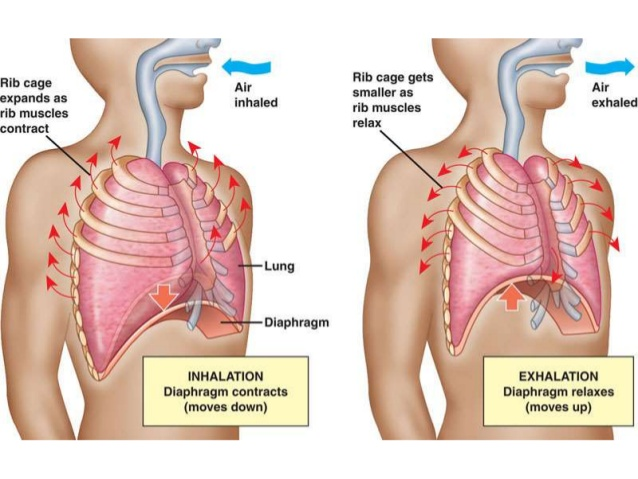 Rib cage
expands as
rib muscles
contract
Air
inhaled
Lung
Diaphragm
INHALATION
Diaphragm contracts
(moves down)
Rib cage gets
smaller as
rib muscles
relax
Air
exhaled
EXHALATION
Diaphragm relaxes
(moves up)